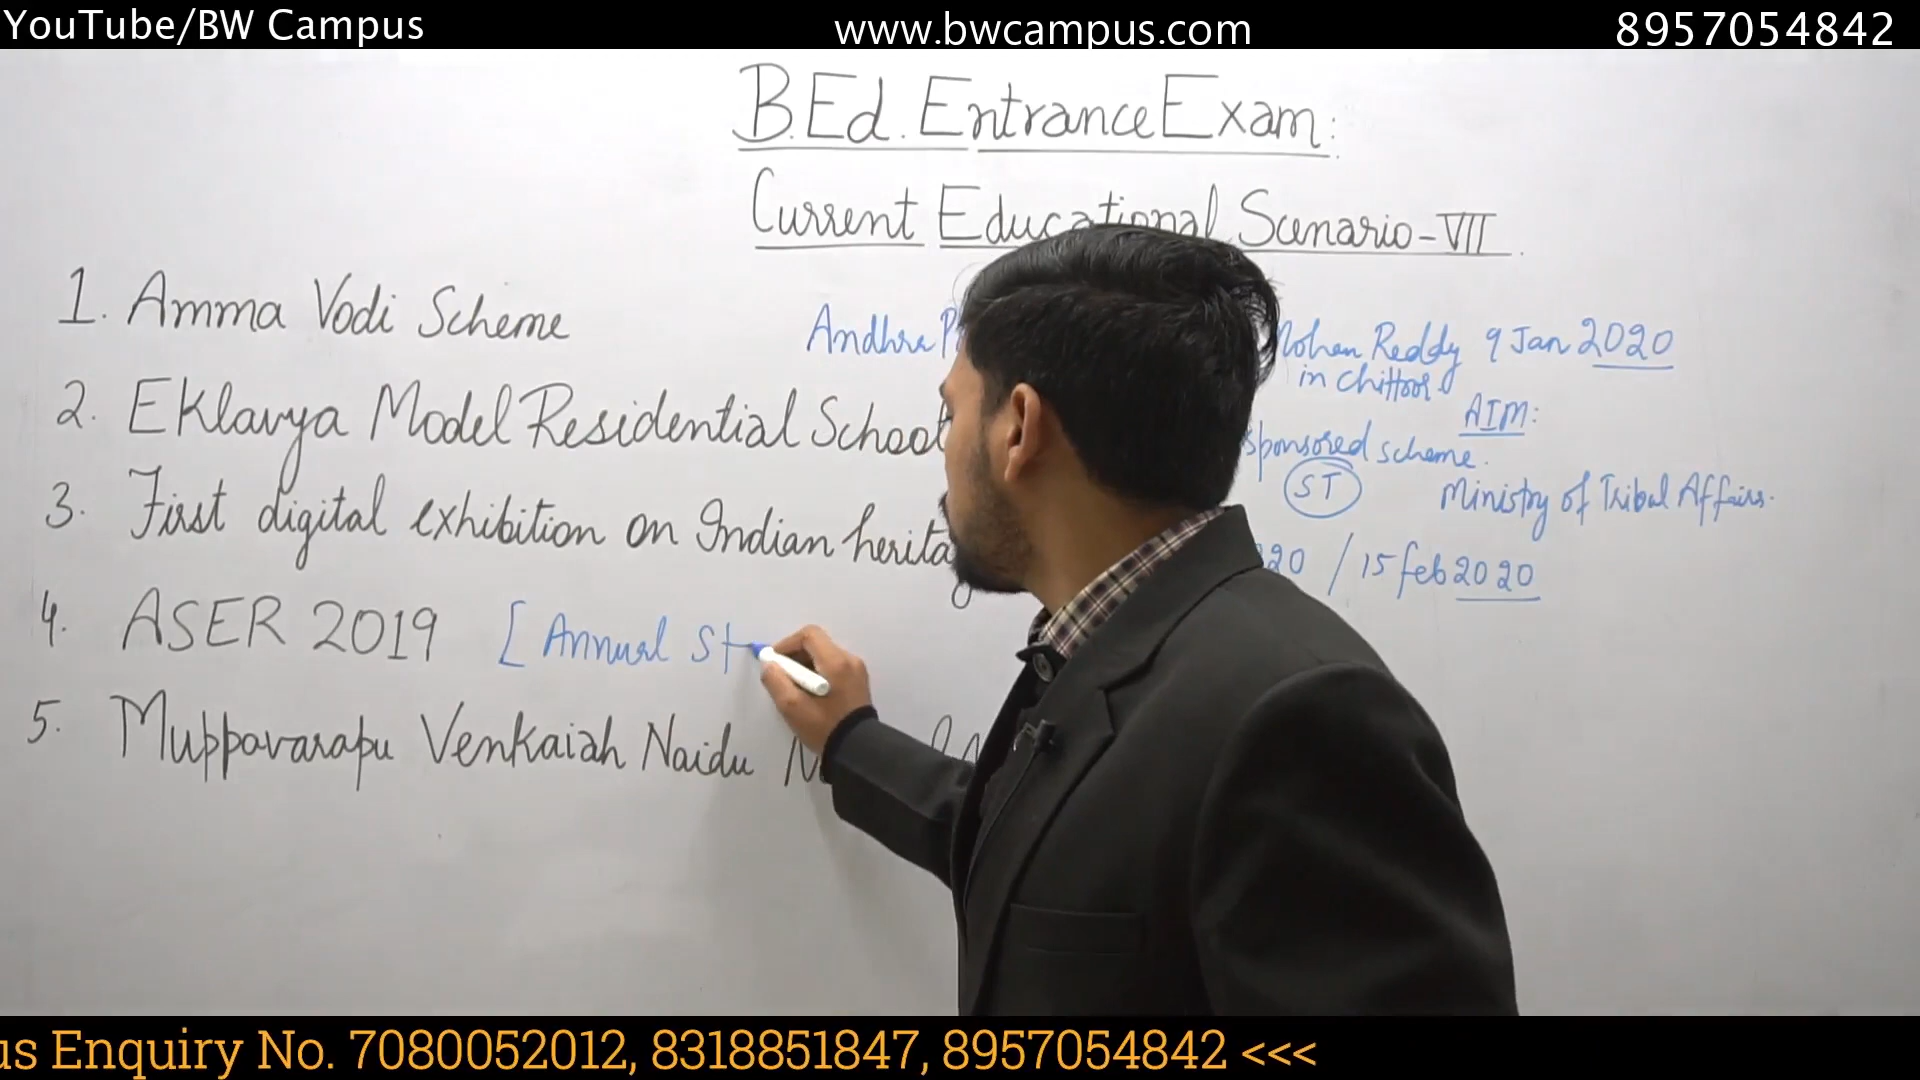 YouTube/BW Campus
www.bwcampus.com
8957054842
B.Ed. Entrance Exam:
Current Educational Scenario-VII
1. Amma Vodi Scheme
Andhra Mohan Reddy 9 Jan 2020
in Chittoor
2. Eklavya Model Residential School
AIM:
sponsored scheme.
ST
Ministry of Tribal Affairs.
3. First digital exhibition on Indian herita
20 / 15 feb 2020
4. ASER 2019 [ Annual St
5. Muppavarapu Venkaiah Naidu
us Enquiry No. 7080052012, 8318851847, 8957054842 <<<